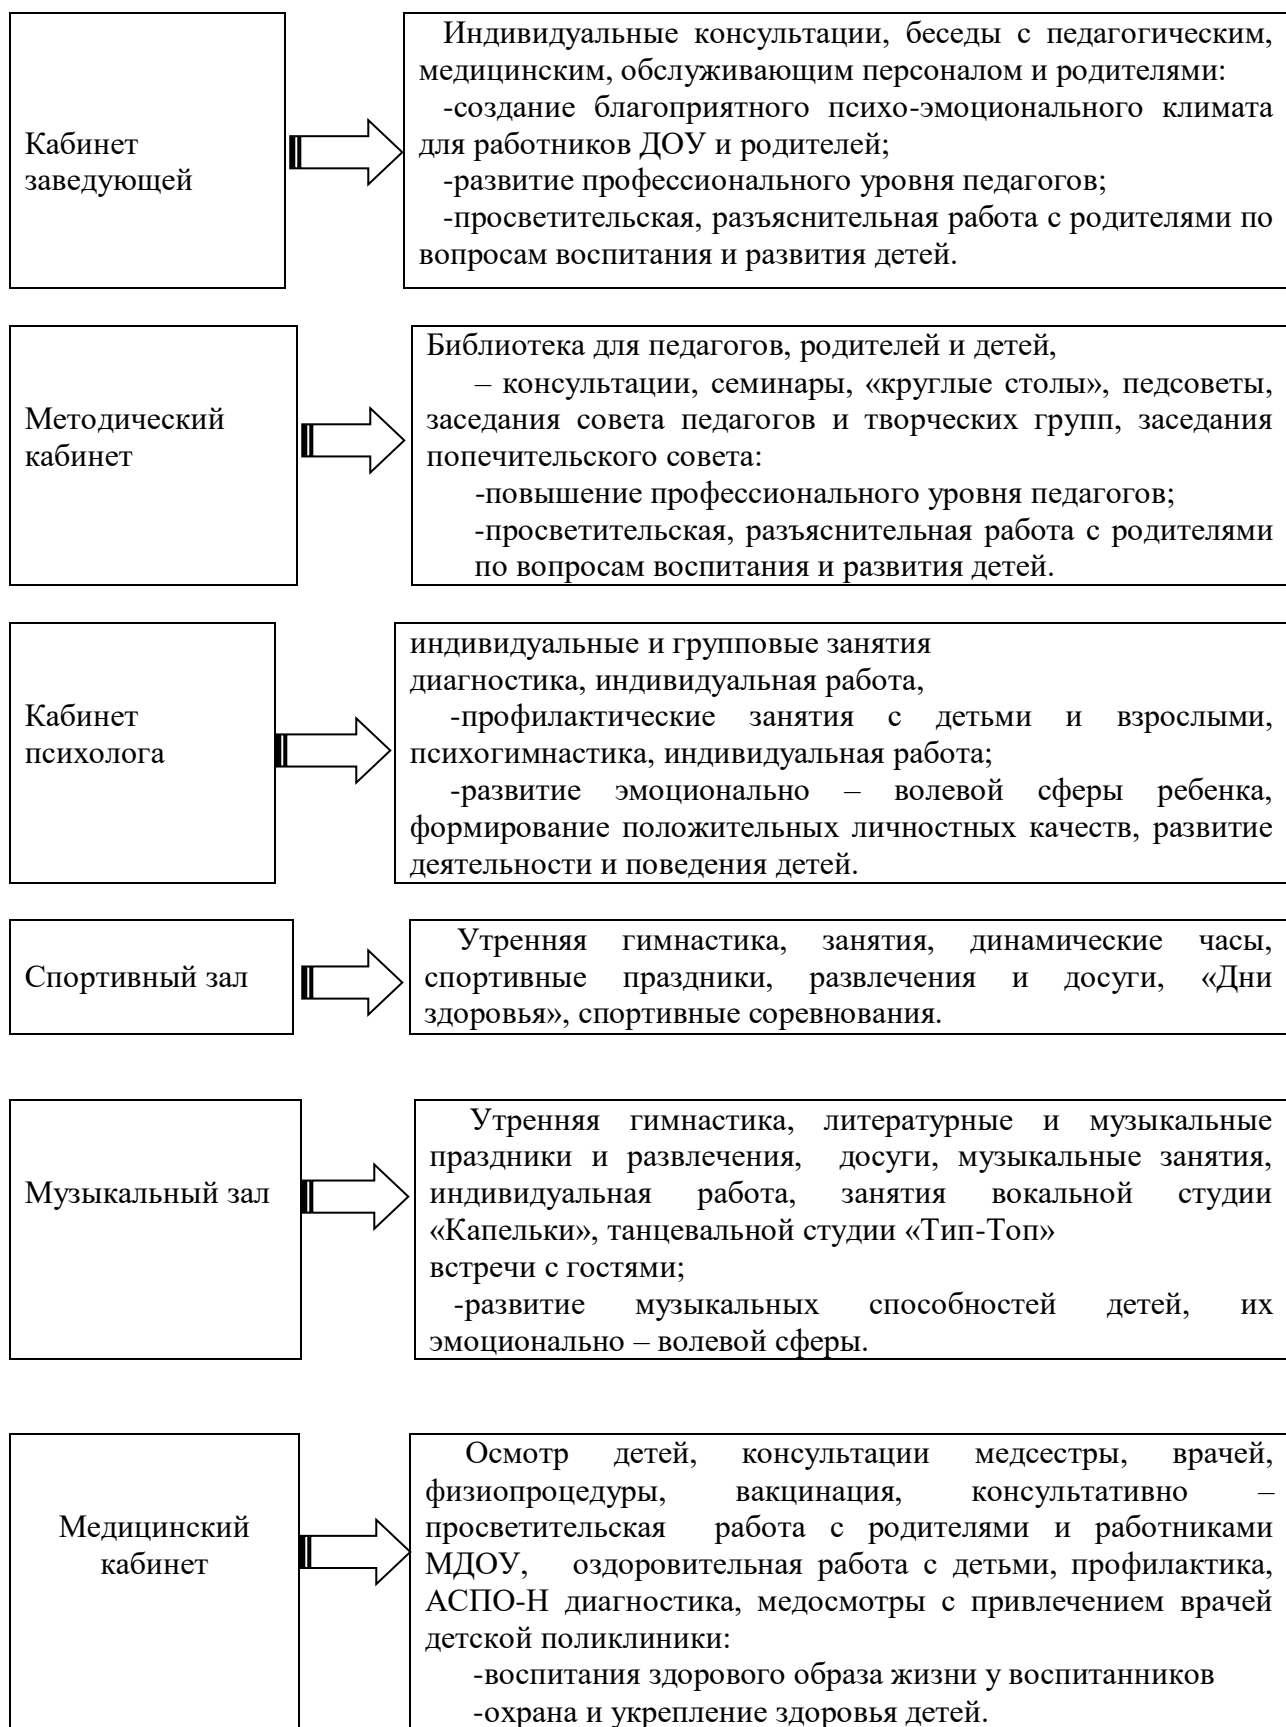 Кабинет
заведующей
Индивидуальные консультации, беседы с педагогическим,
медицинским, обслуживающим персоналом и родителями:
-создание благоприятного психо-эмоционального климата
для работников ДОУ и родителей;
-развитие профессионального уровня педагогов;
-просветительская, разъяснительная работа с родителями по
вопросам воспитания и развития детей.
Методический
кабинет
Библиотека для педагогов, родителей и детей,
– консультации, семинары, «круглые столы», педсоветы,
заседания совета педагогов и творческих групп, заседания
попечительского совета:
-повышение профессионального уровня педагогов;
-просветительская, разъяснительная работа с родителями
по вопросам воспитания и развития детей.
Кабинет
психолога
индивидуальные и групповые занятия
диагностика, индивидуальная работа,
-профилактические занятия с детьми и взрослыми,
психогимнастика, индивидуальная работа;
-развитие эмоционально – волевой сферы ребенка,
формирование положительных личностных качеств, развитие
деятельности и поведения детей.
Спортивный зал
Утренняя гимнастика, занятия, динамические часы,
спортивные праздники, развлечения и досуги, «Дни
здоровья», спортивные соревнования.
Музыкальный зал
Утренняя гимнастика, литературные и музыкальные
праздники и развлечения, досуги, музыкальные занятия,
индивидуальная работа, занятия вокальной студии
«Капельки», танцевальной студии «Тип-Топ»
встречи с гостями;
-развитие музыкальных способностей детей, их
эмоционально – волевой сферы.
Медицинский
кабинет
Осмотр детей, консультации медсестры, врачей,
физиопроцедуры, вакцинация, консультативно –
просветительская работа с родителями и работниками
МДОУ, оздоровительная работа с детьми, профилактика,
АСПО-Н диагностика, медосмотры с привлечением врачей
детской поликлиники:
-воспитания здорового образа жизни у воспитанников
-охрана и укрепление здоровья детей.